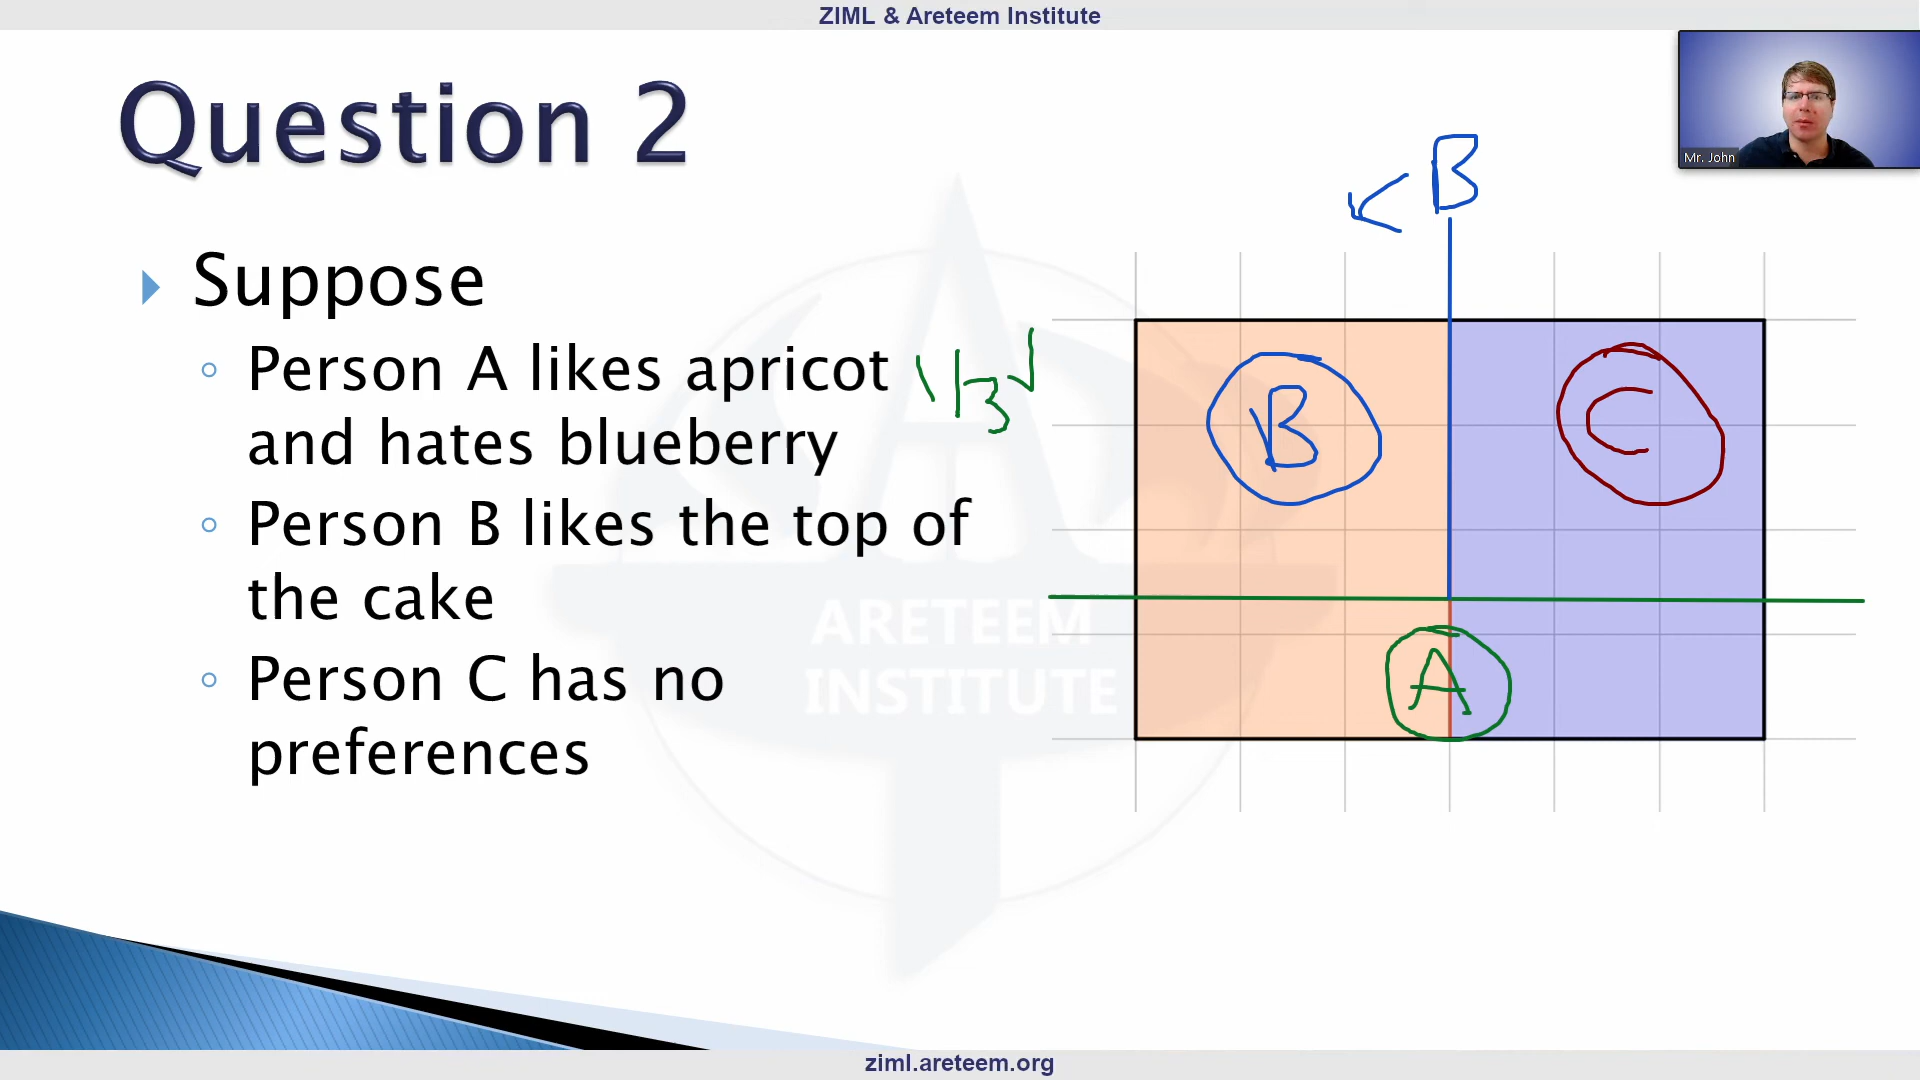 ZIML & Areteem Institute
Question 2
Mr. John
B
Suppose
Person A likes apricot
and hates blueberry
Person B likes the top of
the cake
Person C has no
preferences
B
C
A
ARETEEM
INSTITUTE
ziml.areteem.org